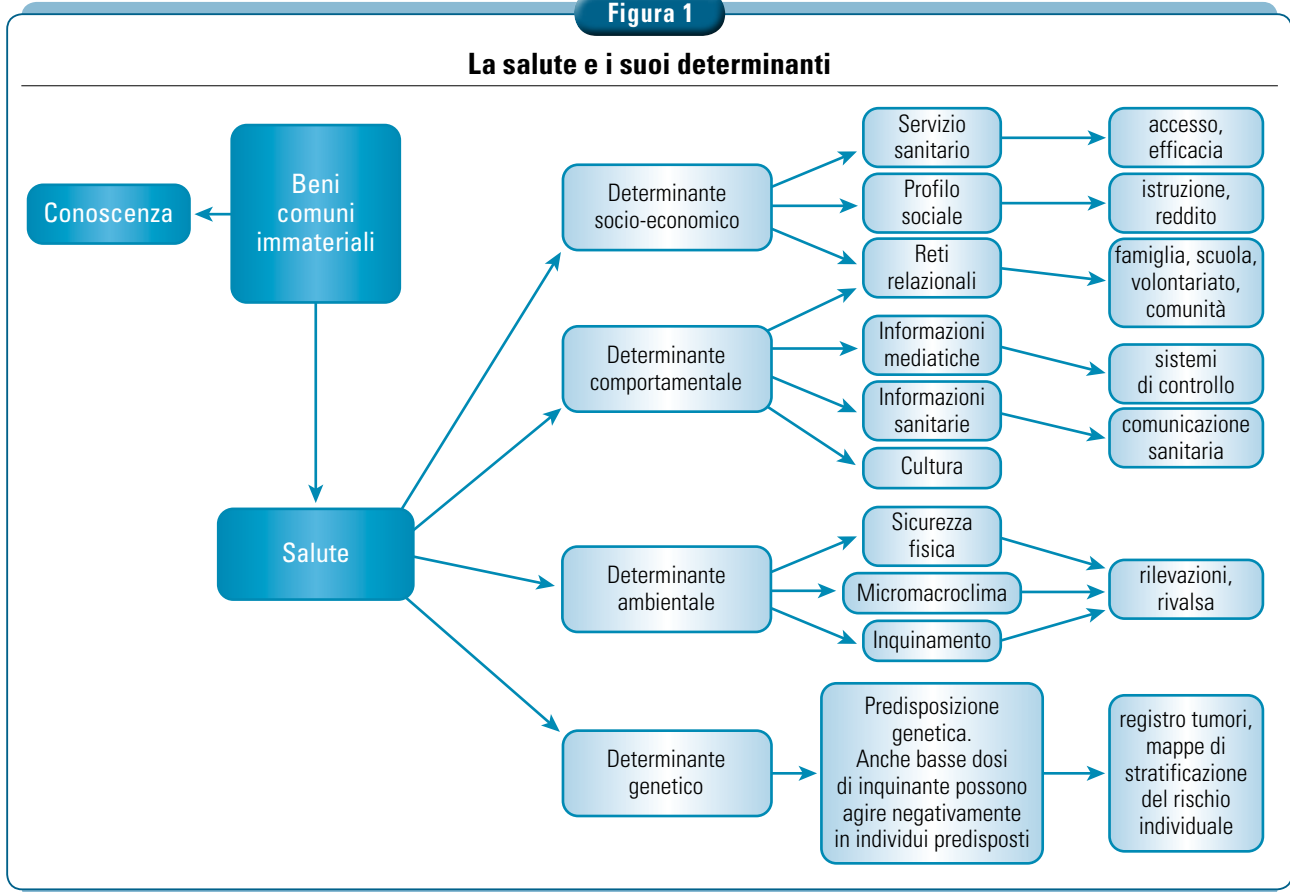 Figura 1
La salute e i suoi determinanti
Conoscenza
Beni
comuni
immateriali
Salute
Determinante
socio-economico
Servizio
sanitario
accesso,
efficacia
Profilo
sociale
istruzione,
reddito
Reti
relazionali
famiglia, scuola,
volontariato,
comunità
Determinante
comportamentale
Informazioni
mediatiche
sistemi
di controllo
Informazioni
sanitarie
comunicazione
sanitaria
Cultura
Determinante
ambientale
Sicurezza
fisica
Micromacroclima
Inquinamento
rilevazioni,
rivalsa
Determinante
genetico
Predisposizione
genetica.
Anche basse dosi
di inquinante possono
agire negativamente
in individui predisposti
registro tumori,
mappe di
stratificazione
del rischio
individuale